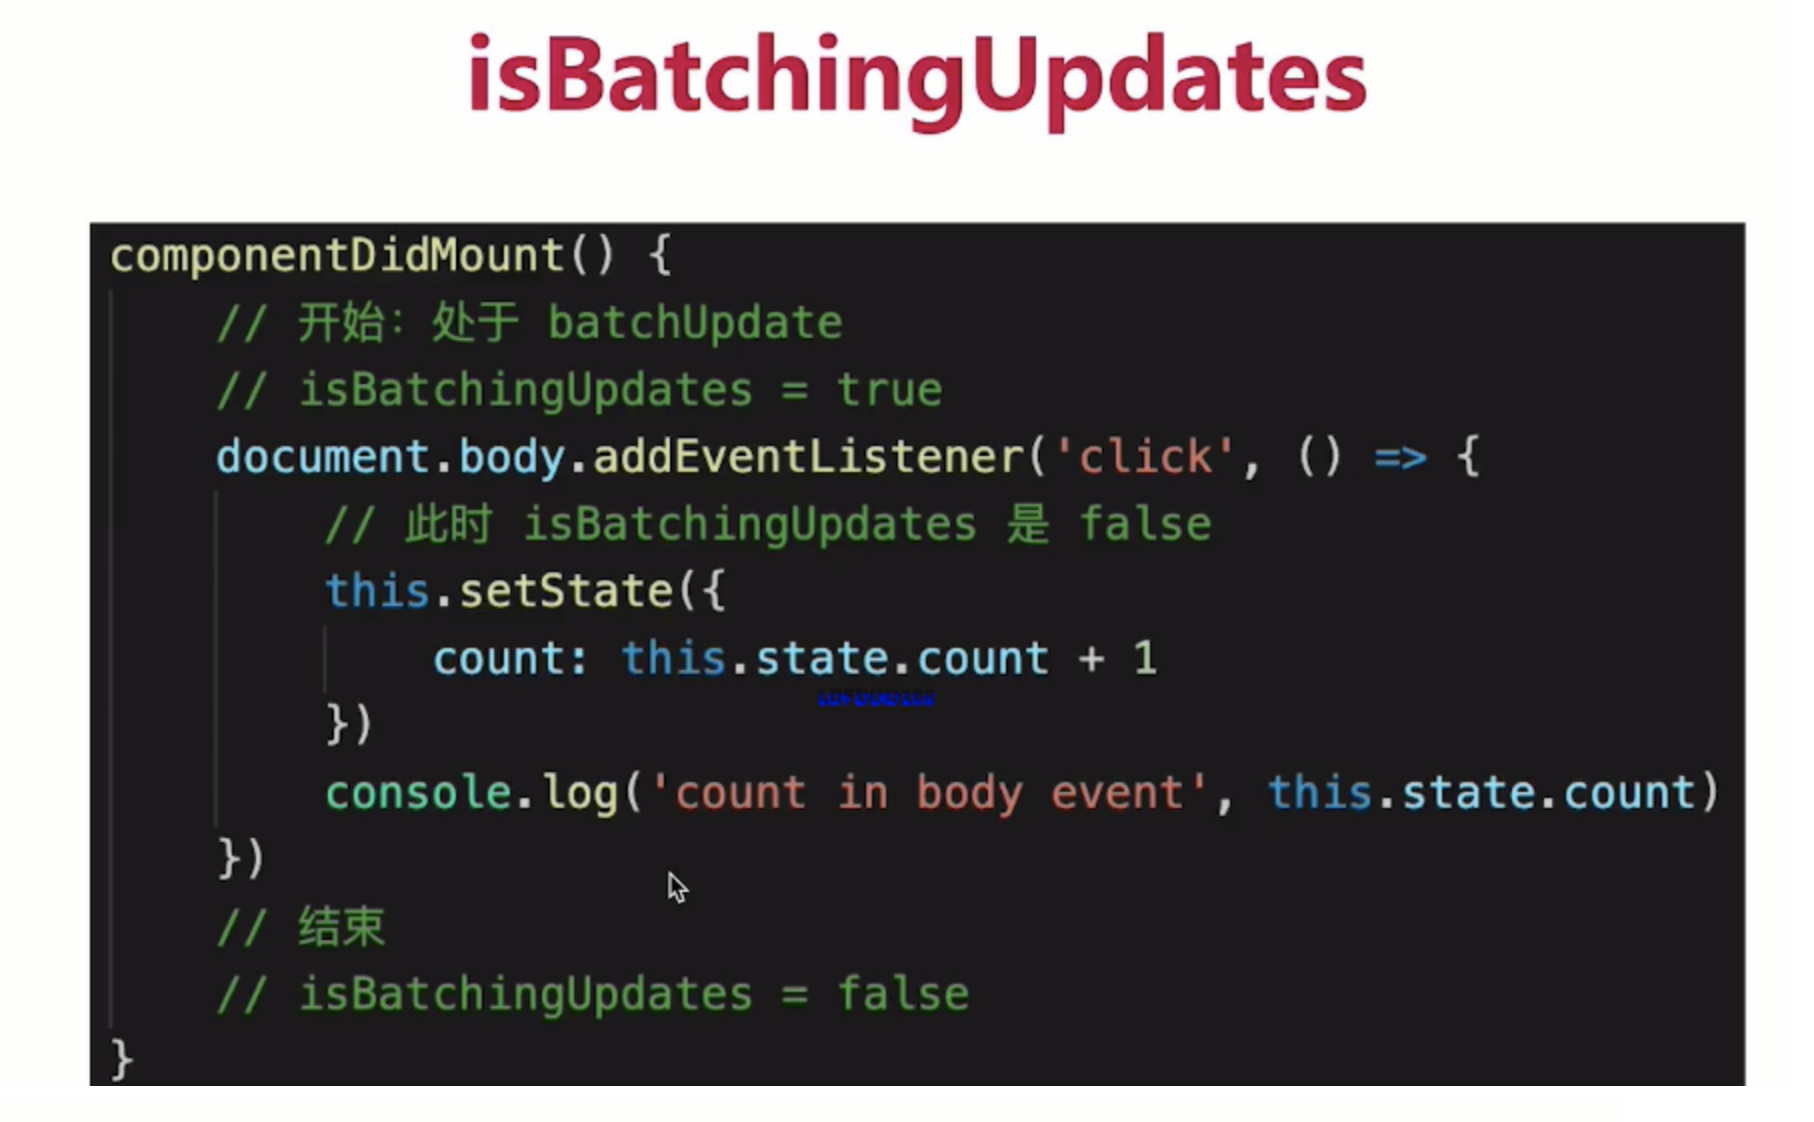 isBatchingUpdates
componentDidMount() {
// 开始：处于 batchUpdate
// isBatchingUpdates = true
document.body.addEventListener('click', () => {
// 此时 isBatchingUpdates 是 false
this.setState({
count: this.state.count + 1
})
console.log('count in body event', this.state.count)
})
// 结束
// isBatchingUpdates = false
}